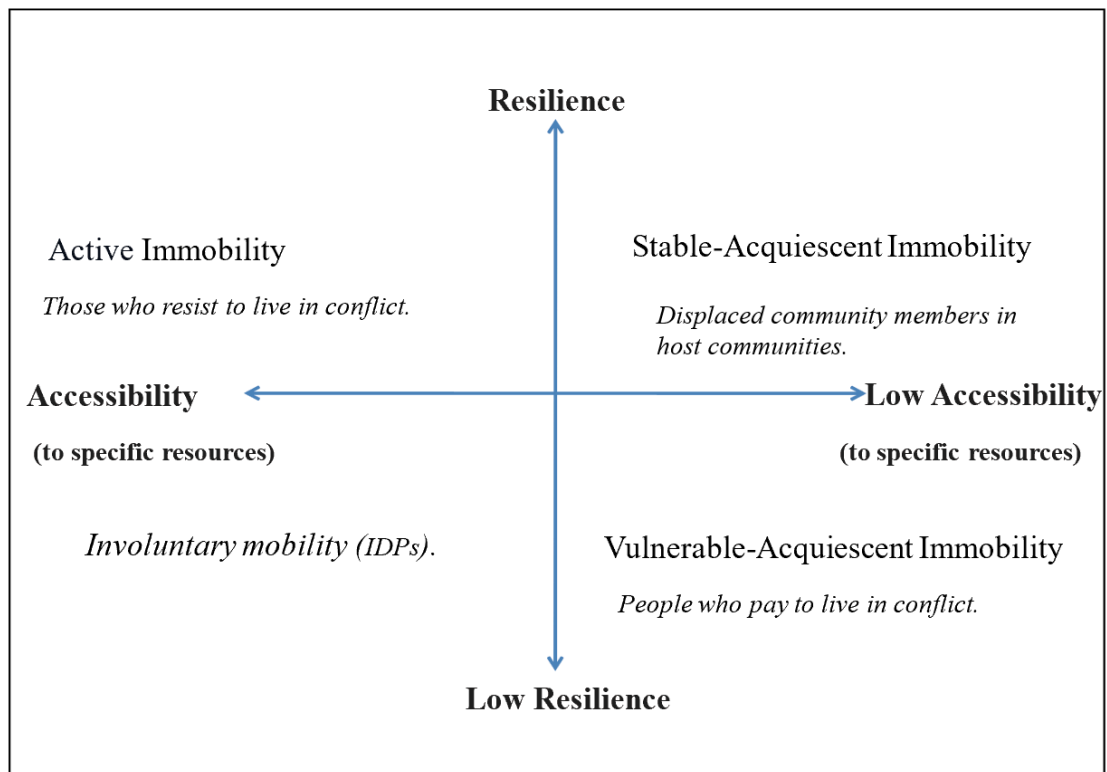 Resilience
Active Immobility
Those who resist to live in conflict.
Stable-Acquiescent Immobility
Displaced community members in
host communities.
Accessibility
(to specific resources)
Low Accessibility
(to specific resources)
Involuntary mobility (IDPs).
Vulnerable-Acquiescent Immobility
People who pay to live in conflict.
Low Resilience